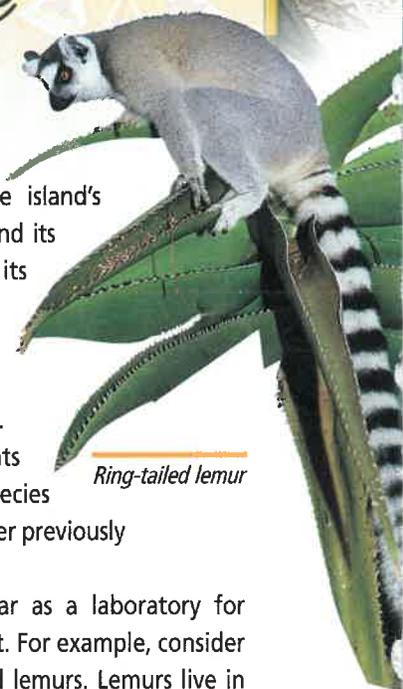 e island's
nd its
its
ts
Ring-tailed lemur
ecies
er previously
ar as a laboratory for
t. For example, consider
lemurs. Lemurs live in